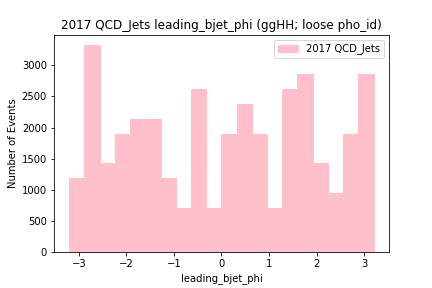 2017 QCD_Jets leading_bjet_phi (ggHH; loose pho_id)
2017 QCD_Jets
Number of Events
3000
2500
2000
1500
1000
500
0
−3 −2 −1 0 1 2 3
leading_bjet_phi